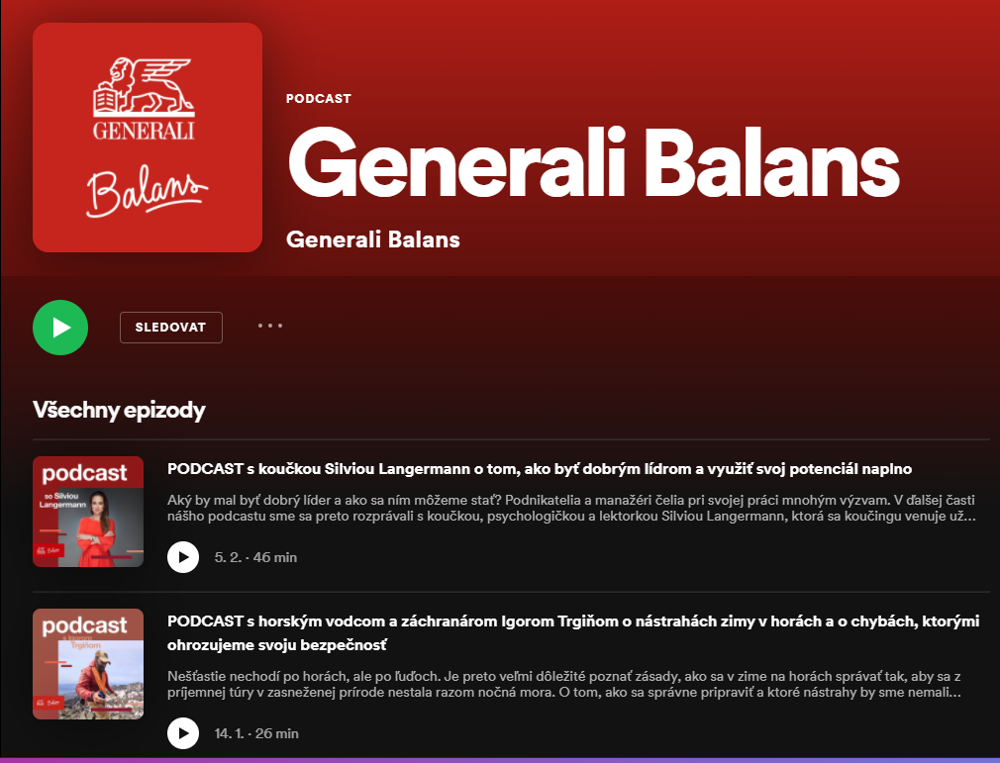 GENERALI
Balans
PODCAST
Generali Balans
Generali Balans
SLEDOVAT
Všechny epizody
podcast
so Silviou
Langermann
PODCAST s koučkou Silviou Langermann o tom, ako byť dobrým lídrom a využiť svoj potenciál naplno
Aký by mal byť dobrý líder a ako sa ním môžeme stať? Podnikatelia a manažéri čelia pri svojej práci mnohým výzvam. V ďalšej časti
nášho podcastu sme sa preto rozprávali s koučkou, psychologičkou a lektorkou Silviou Langermann, ktorá sa koučingu venuje už...
5. 2. · 46 min
podcast
s Igorom
Trgiňom
PODCAST s horským vodcom a záchranárom Igorom Trgiňom o nástrahách zimy v horách a o chybách, ktorými
ohrozujeme svoju bezpečnosť
Nešťastie nechodí po horách, ale po ľuďoch. Je preto veľmi dôležité poznať zásady, ako sa v zime na horách správať tak, aby sa z
príjemnej túry v zasneženej prírode nestala razom nočná mora. O tom, ako sa správne pripraviť a ktoré nástrahy by sme nemali...
14. 1. · 26 min